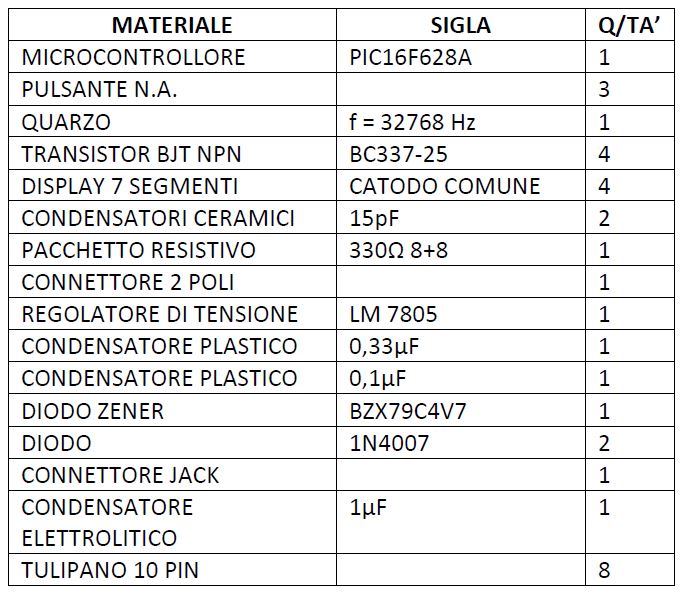 MATERIALE SIGLA Q/TA’
MICROCONTROLLORE PIC16F628A 1
PULSANTE N.A. 3
QUARZO f = 32768 Hz 1
TRANSISTOR BJT NPN BC337-25 4
DISPLAY 7 SEGMENTI CATODO COMUNE 4
CONDENSATORI CERAMICI 15pF 2
PACCHETTO RESISTIVO 330Ω 8+8 1
CONNETTORE 2 POLI 1
REGOLATORE DI TENSIONE LM 7805 1
CONDENSATORE PLASTICO 0,33µF 1
CONDENSATORE PLASTICO 0,1µF 1
DIODO ZENER BZX79C4V7 1
DIODO 1N4007 2
CONNETTORE JACK 1
CONDENSATORE 1µF 1
ELETTROLITICO
TULIPANO 10 PIN 8